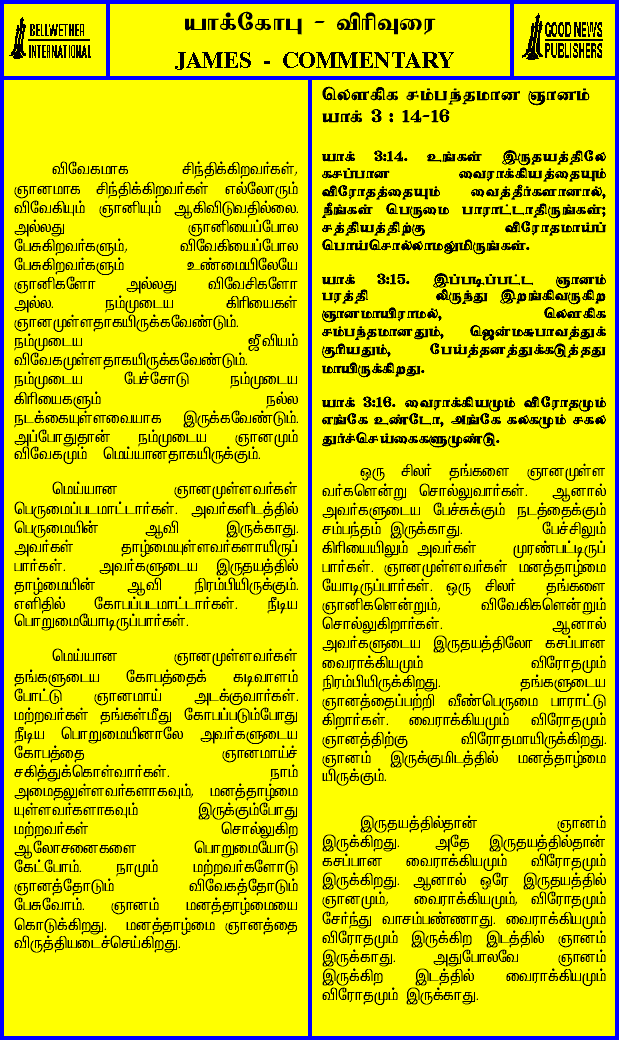 BELLWETHER
INTERNATIONAL
யாக்கோபு - விரிவுரை
JAMES - COMMENTARY
GOOD NEWS
PUBLISHERS
விவேகமாக சிந்திக்கிறவர்கள்,
ஞானமாக சிந்திக்கிறவர்கள் எல்லோரும்
விவேகியும் ஞானியும் ஆகிவிடுவதில்லை.
அல்லது ஞானியைப்போல
பேசுகிறவர்களும், விவேகியைப்போல
பேசுகிறவர்களும் உண்மையிலேயே
ஞானிகளோ அல்லது விவேசிகளோ
அல்ல. நம்முடைய கிரியைகள்
ஞானமுள்ளதாகயிருக்கவேண்டும்.
நம்முடைய ஜீவியம்
விவேகமுள்ளதாகயிருக்கவேண்டும்.
நம்முடைய பேச்சோடு நம்முடைய
கிரியைகளும் நல்ல
நடக்கையுள்ளவையாக இருக்கவேண்டும்.
அப்போதுதான் நம்முடைய ஞானமும்
விவேகமும் மெய்யானதாகயிருக்கும்.
மெய்யான ஞானமுள்ளவர்கள்
பெருமைப்படமாட்டார்கள். அவர்களிடத்தில்
பெருமையின் ஆவி இருக்காது.
அவர்கள் தாழ்மையுள்ளவர்களாயிருப்
பார்கள். அவர்களுடைய இருதயத்தில்
தாழ்மையின் ஆவி நிரம்பியிருக்கும்.
எளிதில் கோபப்படமாட்டார்கள். நீடிய
பொறுமையோடிருப்பார்கள்.
மெய்யான ஞானமுள்ளவர்கள்
தங்களுடைய கோபத்தைக் கடிவாளம்
போட்டு ஞானமாய் அடக்குவார்கள்.
மற்றவர்கள் தங்கள்மீது கோபப்படும்போது
நீடிய பொறுமையினாலே அவர்களுடைய
கோபத்தை ஞானமாய்ச்
சகித்துக்கொள்வார்கள். நாம்
அமைதலுள்ளவர்களாகவும், மனத்தாழ்மை
யுள்ளவர்களாகவும் இருக்கும்போது
மற்றவர்கள் சொல்லுகிற
ஆலோசனைகளை பொறுமையோடு
கேட்போம். நாமும் மற்றவர்களோடு
ஞானத்தோடும் விவேகத்தோடும்
பேசுவோம். ஞானம் மனத்தாழ்மையை
கொடுக்கிறது. மனத்தாழ்மை ஞானத்தை
விருத்தியடைச்செய்கிறது.
லௌகிக சம்பந்தமான ஞானம்
யாக் 3 : 14-16
யாக் 3:14. உங்கள் இருதயத்திலே
கசப்பான வைராக்கியத்தையும்
விரோதத்தையும் வைத்தீர்களானால்,
நீங்கள் பெருமை பாராட்டாதிருங்கள்;
சத்தியத்திற்கு விரோதமாய்ப்
பொய்சொல்லாமலுமிருங்கள்.
யாக் 3:15. இப்படிப்பட்ட ஞானம்
பரத்தி லிருந்து இறங்கிவருகிற
ஞானமாயிராமல், லௌகிக
சம்பந்தமானதும், ஜென்மசுபாவத்துக்
குரியதும், பேய்த்தனத்துக்கடுத்தது
மாயிருக்கிறது.
யாக் 3:16. வைராக்கியமும் விரோதமும்
எங்கே உண்டோ, அங்கே கலகமும் சகல
துர்ச்செய்கைகளுமுண்டு.
ஒரு சிலர் தங்களை ஞானமுள்ள
வர்களென்று சொல்லுவார்கள். ஆனால்
அவர்களுடைய பேச்சுக்கும் நடத்தைக்கும்
சம்பந்தம் இருக்காது. பேச்சிலும்
கிரியையிலும் அவர்கள் முரண்பட்டிருப்
பார்கள். ஞானமுள்ளவர்கள் மனத்தாழ்மை
யோடிருப்பார்கள். ஒரு சிலர் தங்களை
ஞானிகளென்றும், விவேகிகளென்றும்
சொல்லுகிறார்கள். ஆனால்
அவர்களுடைய இருதயத்திலோ கசப்பான
வைராக்கியமும் விரோதமும்
நிரம்பியிருக்கிறது. தங்களுடைய
ஞானத்தைப்பற்றி வீண்பெருமை பாராட்டு
கிறார்கள். வைராக்கியமும் விரோதமும்
ஞானத்திற்கு விரோதமாயிருக்கிறது.
ஞானம் இருக்குமிடத்தில் மனத்தாழ்மை
யிருக்கும்.
இருதயத்தில்தான் ஞானம்
இருக்கிறது. அதே இருதயத்தில்தான்
கசப்பான வைராக்கியமும் விரோதமும்
இருக்கிறது. ஆனால் ஒரே இருதயத்தில்
ஞானமும், வைராக்கியமும், விரோதமும்
சேர்ந்து வாசம்பண்ணாது. வைராக்கியமும்
விரோதமும் இருக்கிற இடத்தில் ஞானம்
இருக்காது. அதுபோலவே ஞானம்
இருக்கிற இடத்தில் வைராக்கியமும்
விரோதமும் இருக்காது.